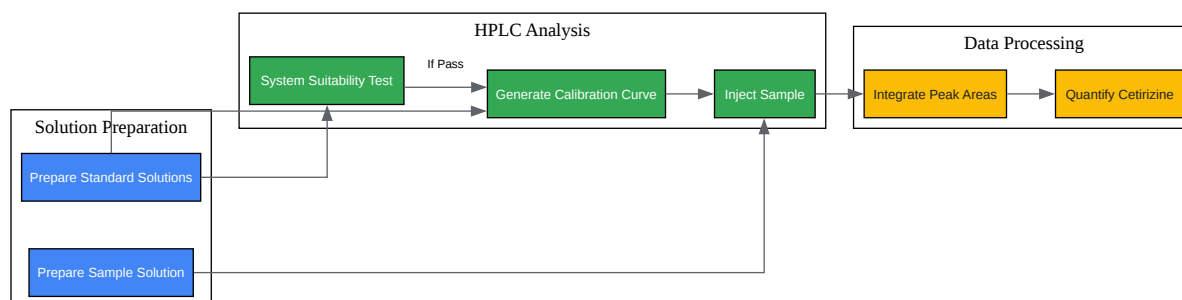 HPLC Analysis
Data Processing
System Suitability Test
If Pass
Generate Calibration Curve
Inject Sample
Integrate Peak Areas
Quantify Cetirizine
Solution Preparation
Prepare Standard Solutions
Prepare Sample Solution